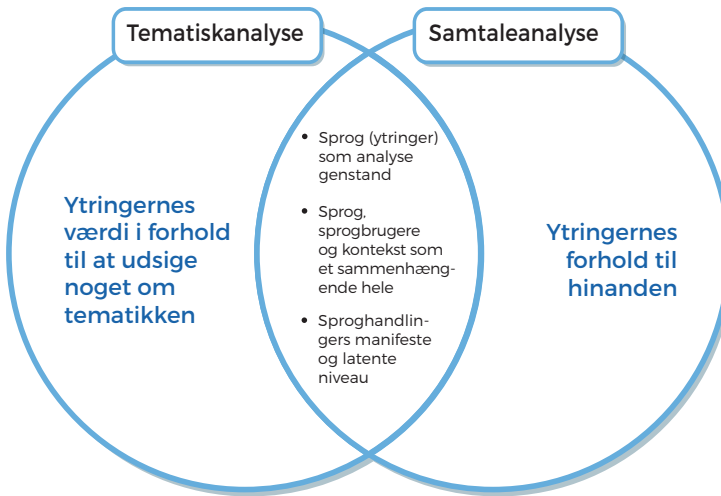 Tematiskanalyse
Samtaleanalyse
Ytringernes
værdi i forhold
til at udsige
noget om
tematikken
• Sprog (ytringer)
som analyse
genstand
• Sprog,
sprogbrugere
og kontekst som
et sammenhæng-
ende hele
• Sproghandlin-
gers manifeste
og latente
niveau
Ytringernes
forhold til
hinanden